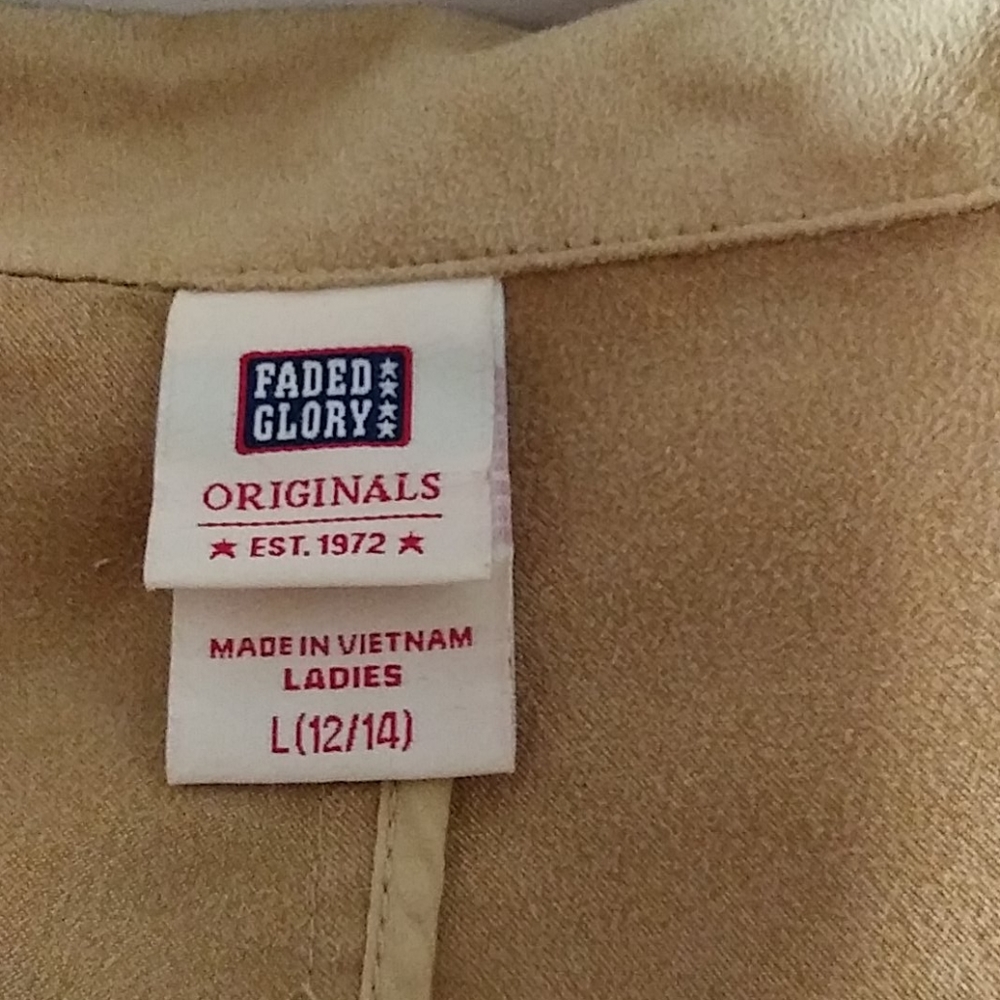 FADED
GLORY
ORIGINALS
★ EST. 1972 ★
MADE IN VIETNAM
LADIES
L(12/14)